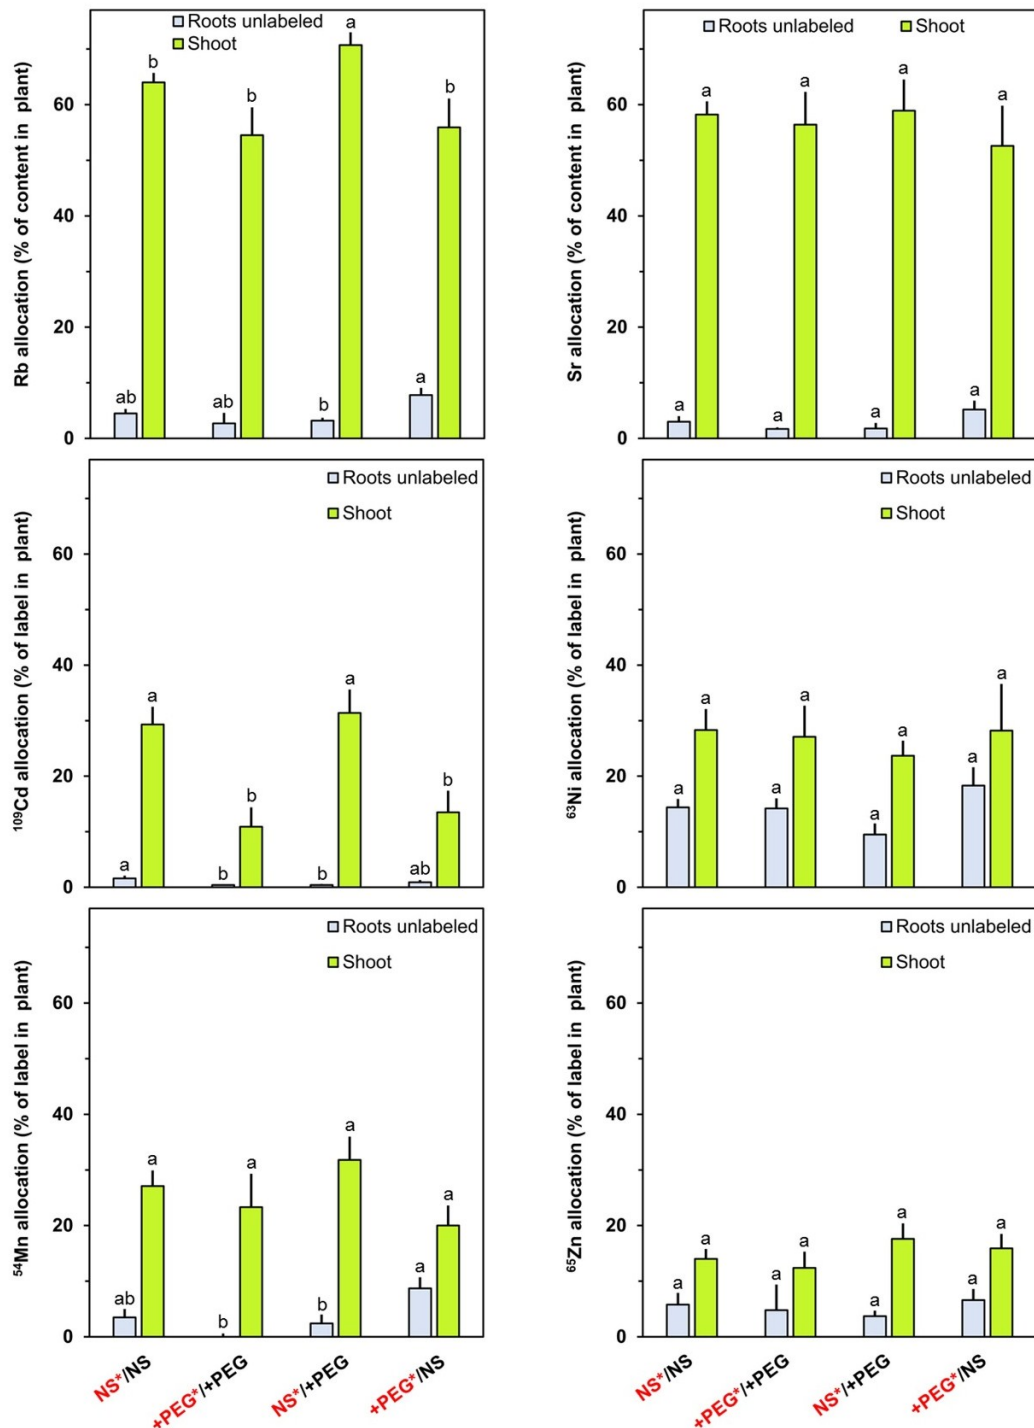 Rb allocation (% of content in plant)
Roots unlabeled
Shoot
60
40
20
0
b
b
a
b
ab
ab
b
a
Sr allocation (% of content in plant)
Roots unlabeled
Shoot
60
40
20
0
a
a
a
a
a
a
a
a
¹⁰⁹Cd allocation (% of label in plant)
Roots unlabeled
Shoot
60
40
20
0
a
b
a
b
a
b
b
ab
⁶³Ni allocation (% of label in plant)
Roots unlabeled
Shoot
60
40
20
0
a
a
a
a
a
a
a
a
⁵⁴Mn allocation (% of label in plant)
Roots unlabeled
Shoot
60
40
20
0
a
a
a
a
ab
b
b
a
NS*/NS
+PEG*/+PEG
NS*/+PEG
+PEG*/NS
⁶⁵Zn allocation (% of label in plant)
Roots unlabeled
Shoot
60
40
20
0
a
a
a
a
a
a
a
a
NS*/NS
+PEG*/+PEG
NS*/+PEG
+PEG*/NS